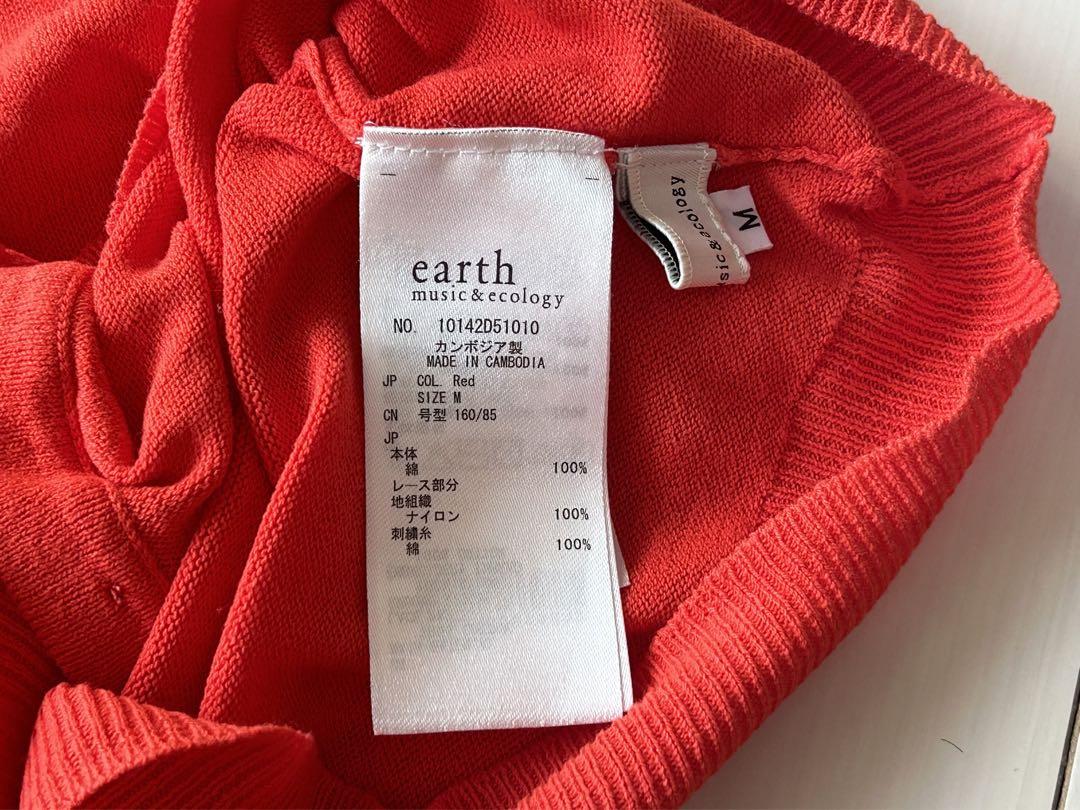 earth
music&ecology
NO. 10142D51010
カンボジア製
MADE IN CAMBODIA
JP COL. Red
SIZE M
CN 号型 160/85
JP
本体
綿 100%
レース部分
地組織
ナイロン 100%
刺繍糸
綿 100%
sic&ecology
M